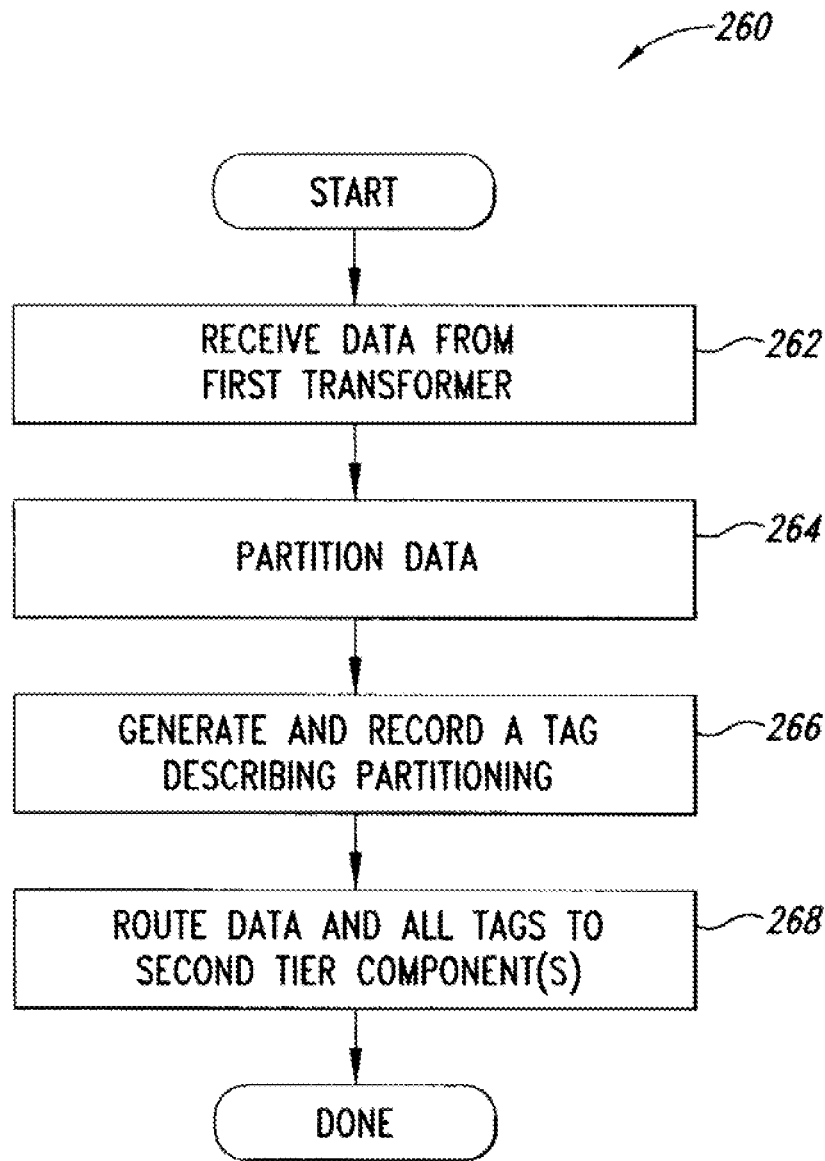 260
START
RECEIVE DATA FROM
FIRST TRANSFORMER
262
PARTITION DATA
264
GENERATE AND RECORD A TAG
DESCRIBING PARTITIONING
266
ROUTE DATA AND ALL TAGS TO
SECOND TIER COMPONENT(S)
268
DONE